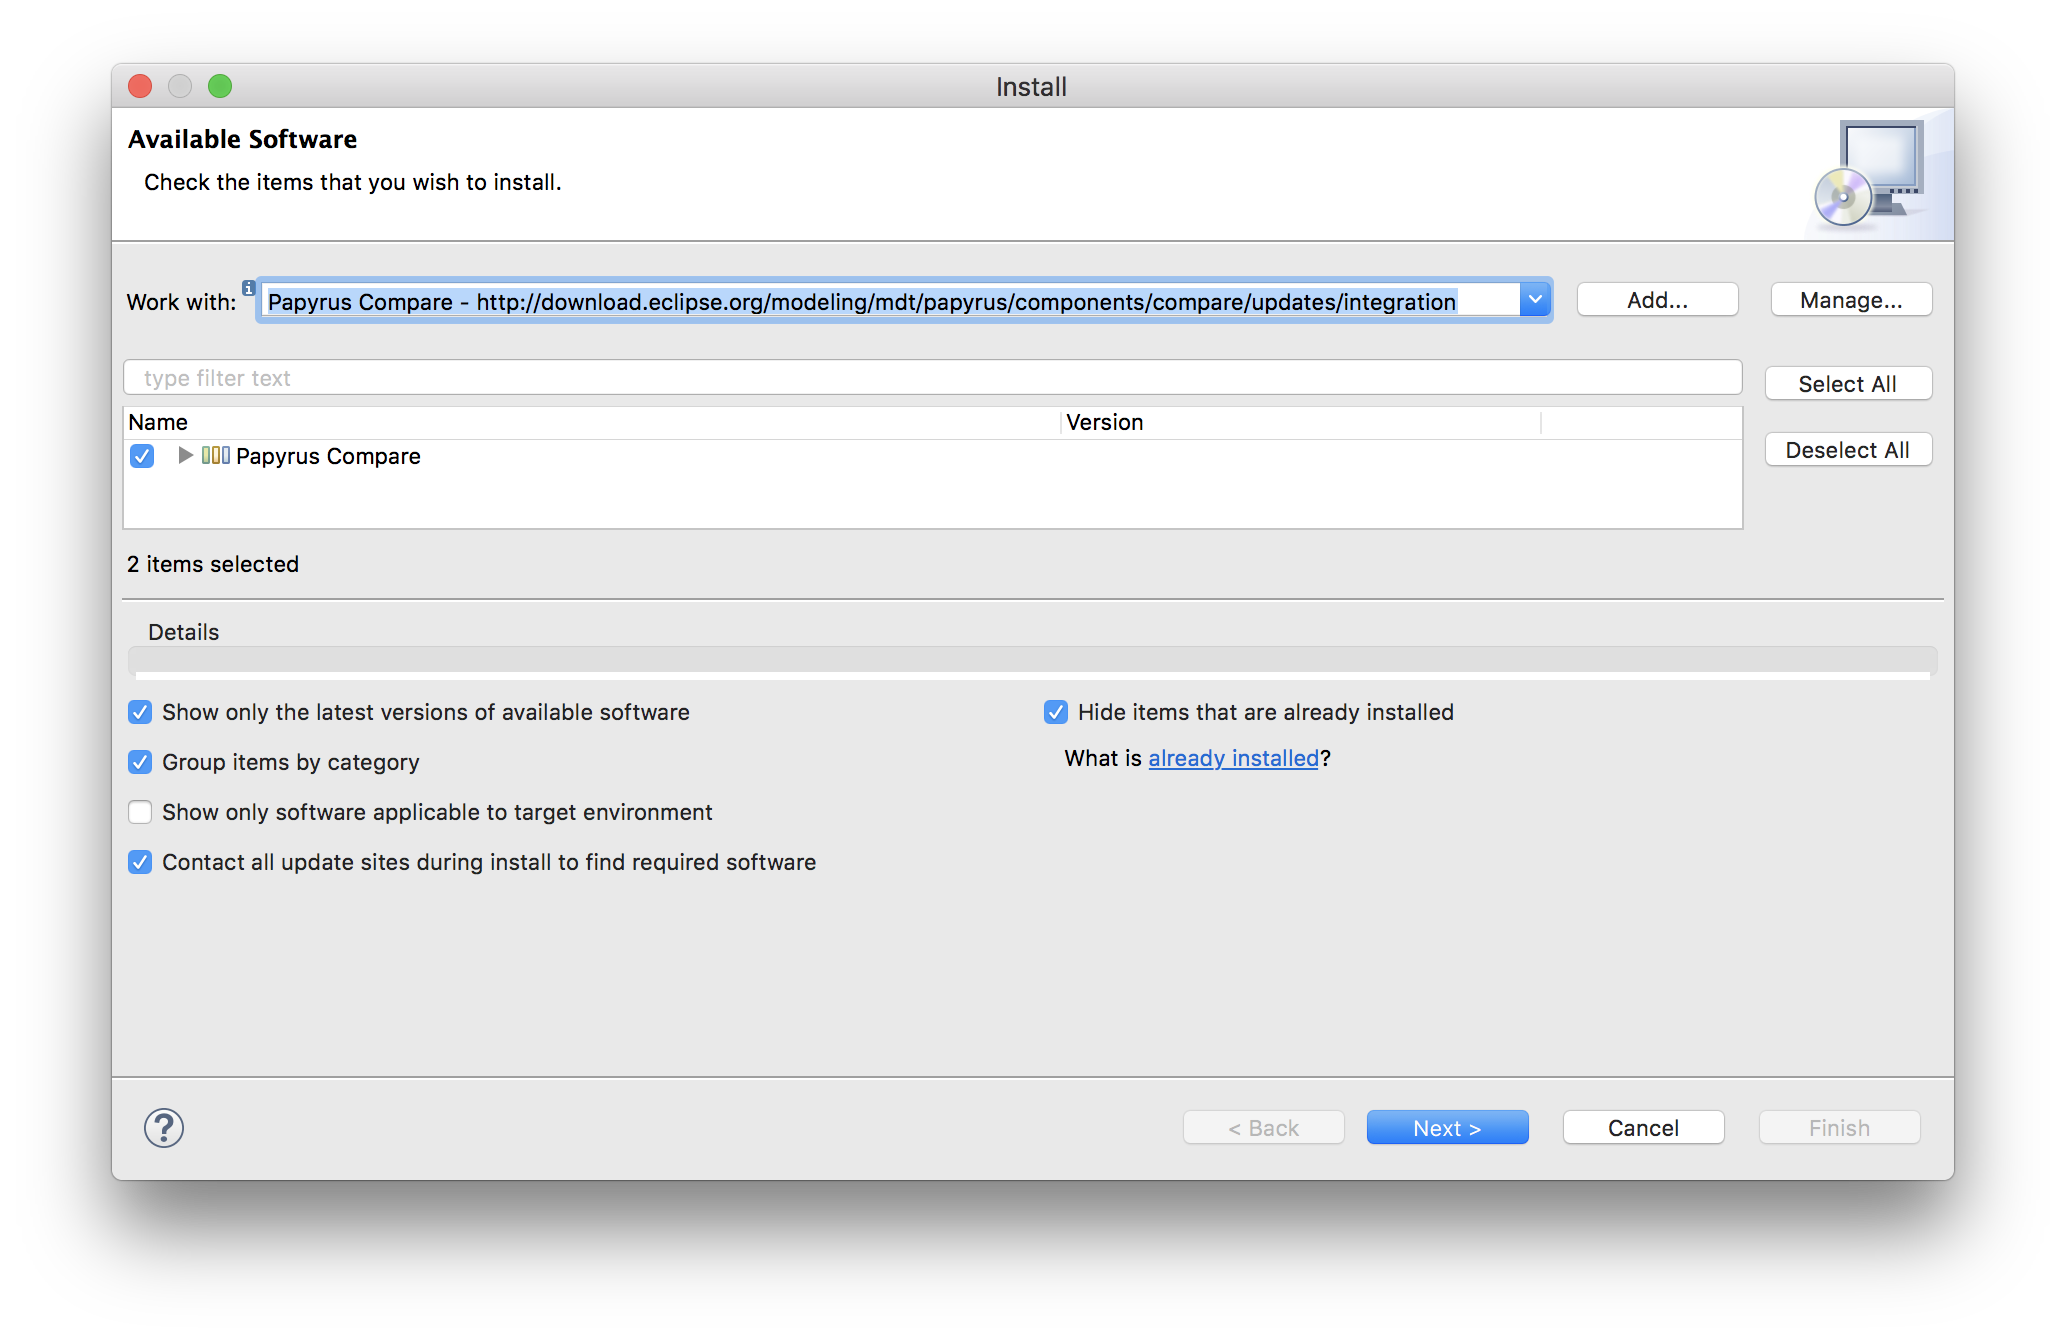 Install
Available Software
Check the items that you wish to install.
Work with: Papyrus Compare - http://download.eclipse.org/modeling/mdt/papyrus/components/compare/updates/integration Add... Manage...
type filter text
Select All
Name Version
Deselect All
Papyrus Compare
2 items selected
Details
Show only the latest versions of available software
Hide items that are already installed
Group items by category
What is already installed?
Show only software applicable to target environment
Contact all update sites during install to find required software
? < Back Next > Cancel Finish